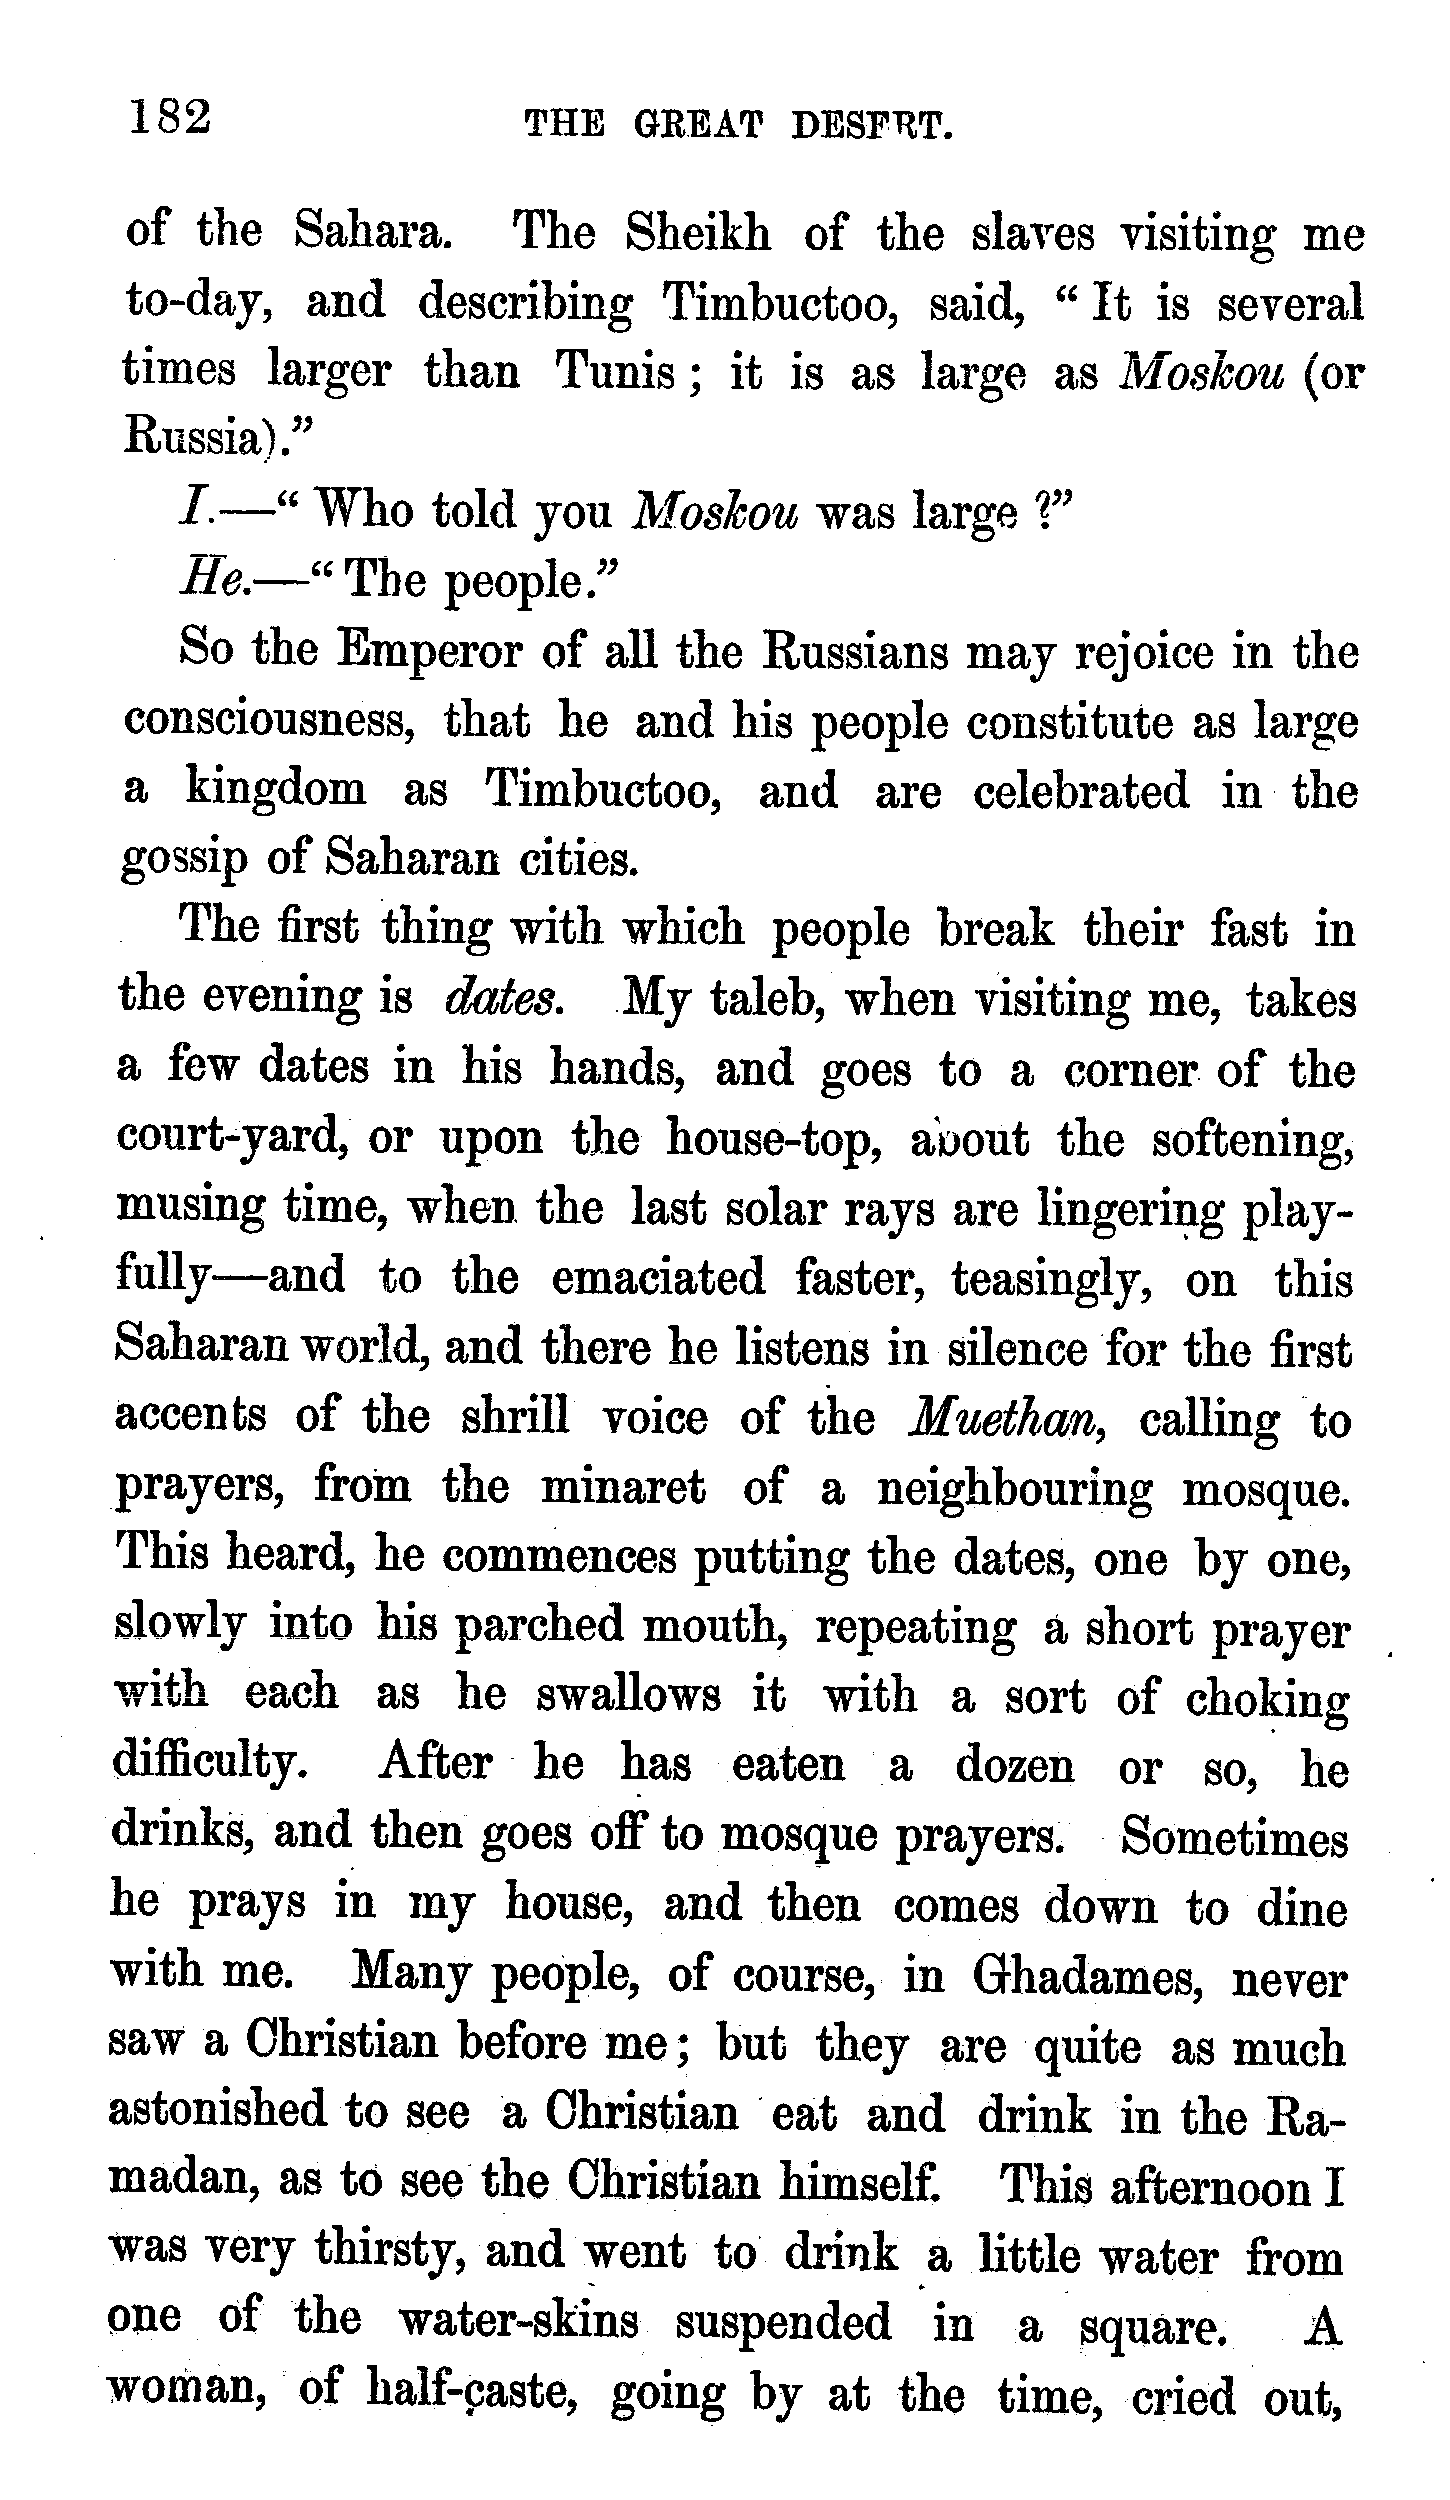 182
THE GREAT DESERT.
of the Sahara. The Sheikh of the slaves visiting me
to-day, and describing Timbuctoo, said, “It is several
times larger than Tunis; it is as large as Moskou (or
Russia).”
I.—“Who told you Moskou was large?”
He.—“The people.”
So the Emperor of all the Russians may rejoice in the
consciousness, that he and his people constitute as large
a kingdom as Timbuctoo, and are celebrated in the
gossip of Saharan cities.
The first thing with which people break their fast in
the evening is dates. My taleb, when visiting me, takes
a few dates in his hands, and goes to a corner of the
court-yard, or upon the house-top, about the softening,
musing time, when the last solar rays are lingering play-
fully—and to the emaciated faster, teasingly, on this
Saharan world, and there he listens in silence for the first
accents of the shrill voice of the Muethan, calling to
prayers, from the minaret of a neighbouring mosque.
This heard, he commences putting the dates, one by one,
slowly into his parched mouth, repeating a short prayer
with each as he swallows it with a sort of choking
difficulty. After he has eaten a dozen or so, he
drinks, and then goes off to mosque prayers. Sometimes
he prays in my house, and then comes down to dine
with me. Many people, of course, in Ghadames, never
saw a Christian before me; but they are quite as much
astonished to see a Christian eat and drink in the Ra-
madan, as to see the Christian himself. This afternoon I
was very thirsty, and went to drink a little water from
one of the water-skins suspended in a square. A
woman, of half-caste, going by at the time, cried out,